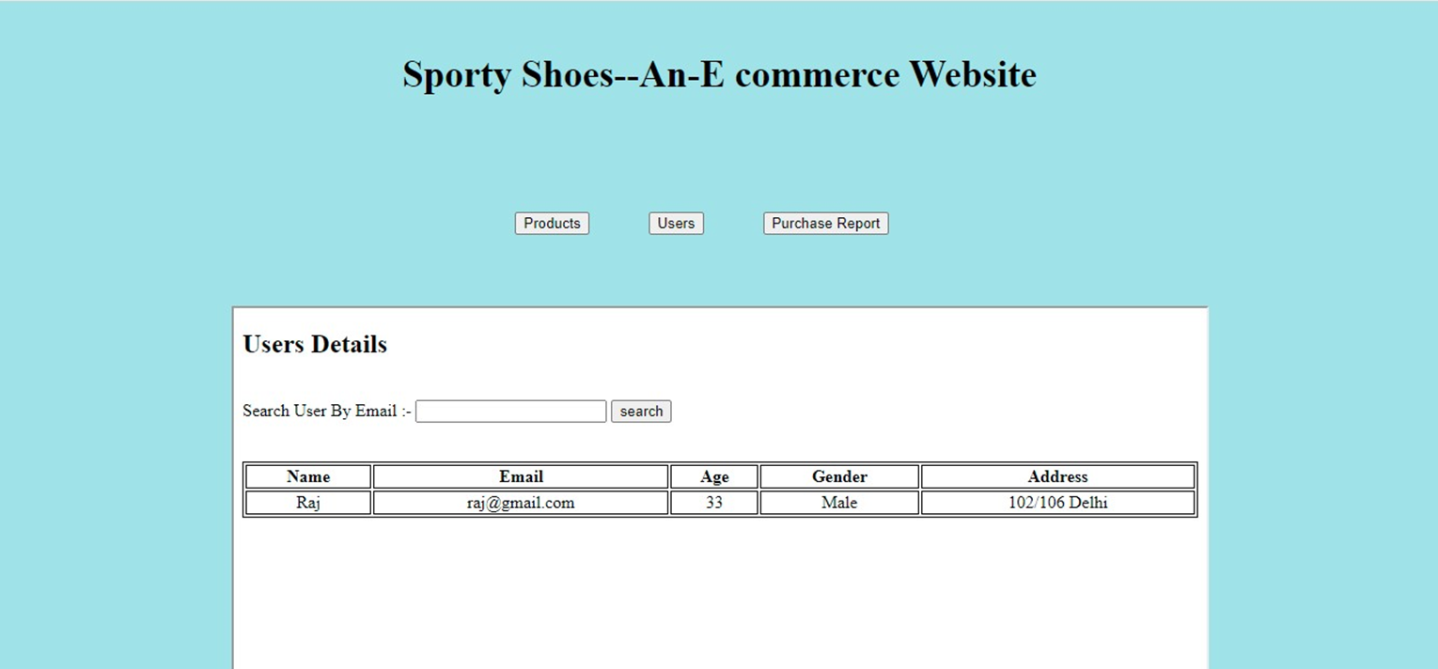 Sporty Shoes--An-E commerce Website
Products Users Purchase Report
Users Details
Search User By Email :- search
Name Email Age Gender Address
Raj raj@gmail.com 33 Male 102/106 Delhi